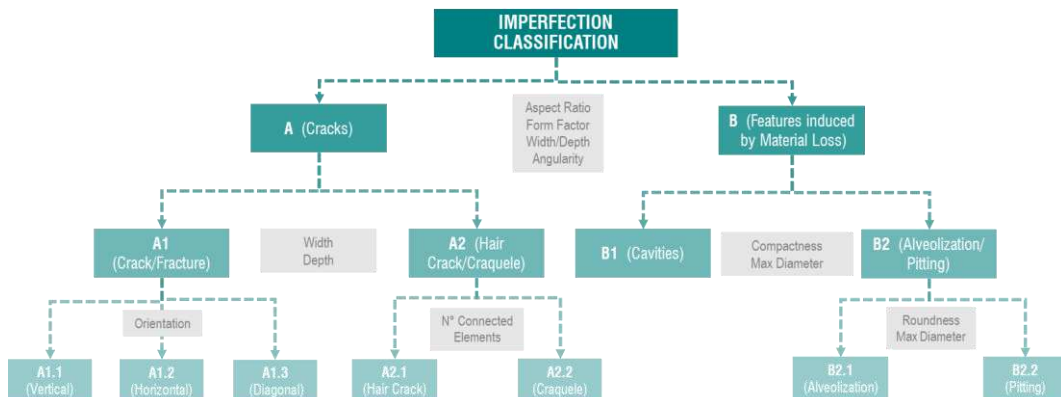 IMPERFECTION
CLASSIFICATION
A (Cracks)
Aspect Ratio
Form Factor
Width/Depth
Angularity
B (Features induced
by Material Loss)
A1
(Crack/Fracture)
Width
Depth
A2 (Hair
Crack/Craquele)
B1 (Cavities)
Compactness
Max Diameter
B2 (Alveolization/
Pitting)
Orientation
N° Connected
Elements
Roundness
Max Diameter
A1.1
(Vertical)
A1.2
(Horizontal)
A1.3
(Diagonal)
A2.1
(Hair Crack)
A2.2
(Craquele)
B2.1
(Alveolization)
B2.2
(Pitting)